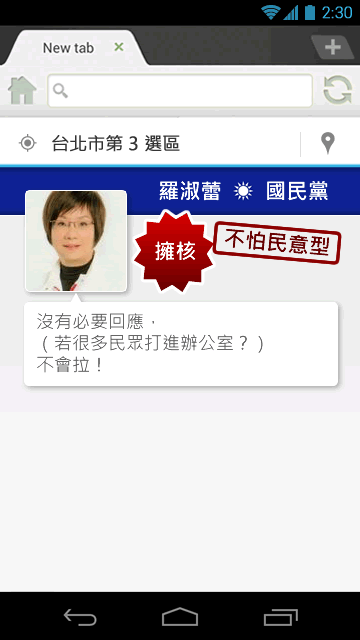 2:30
New tab
台北市第 3 選區
羅淑蕾 國民黨
擁核
不怕民意型
沒有必要回應．
（若很多民眾打進辦公室？）
不會拉！